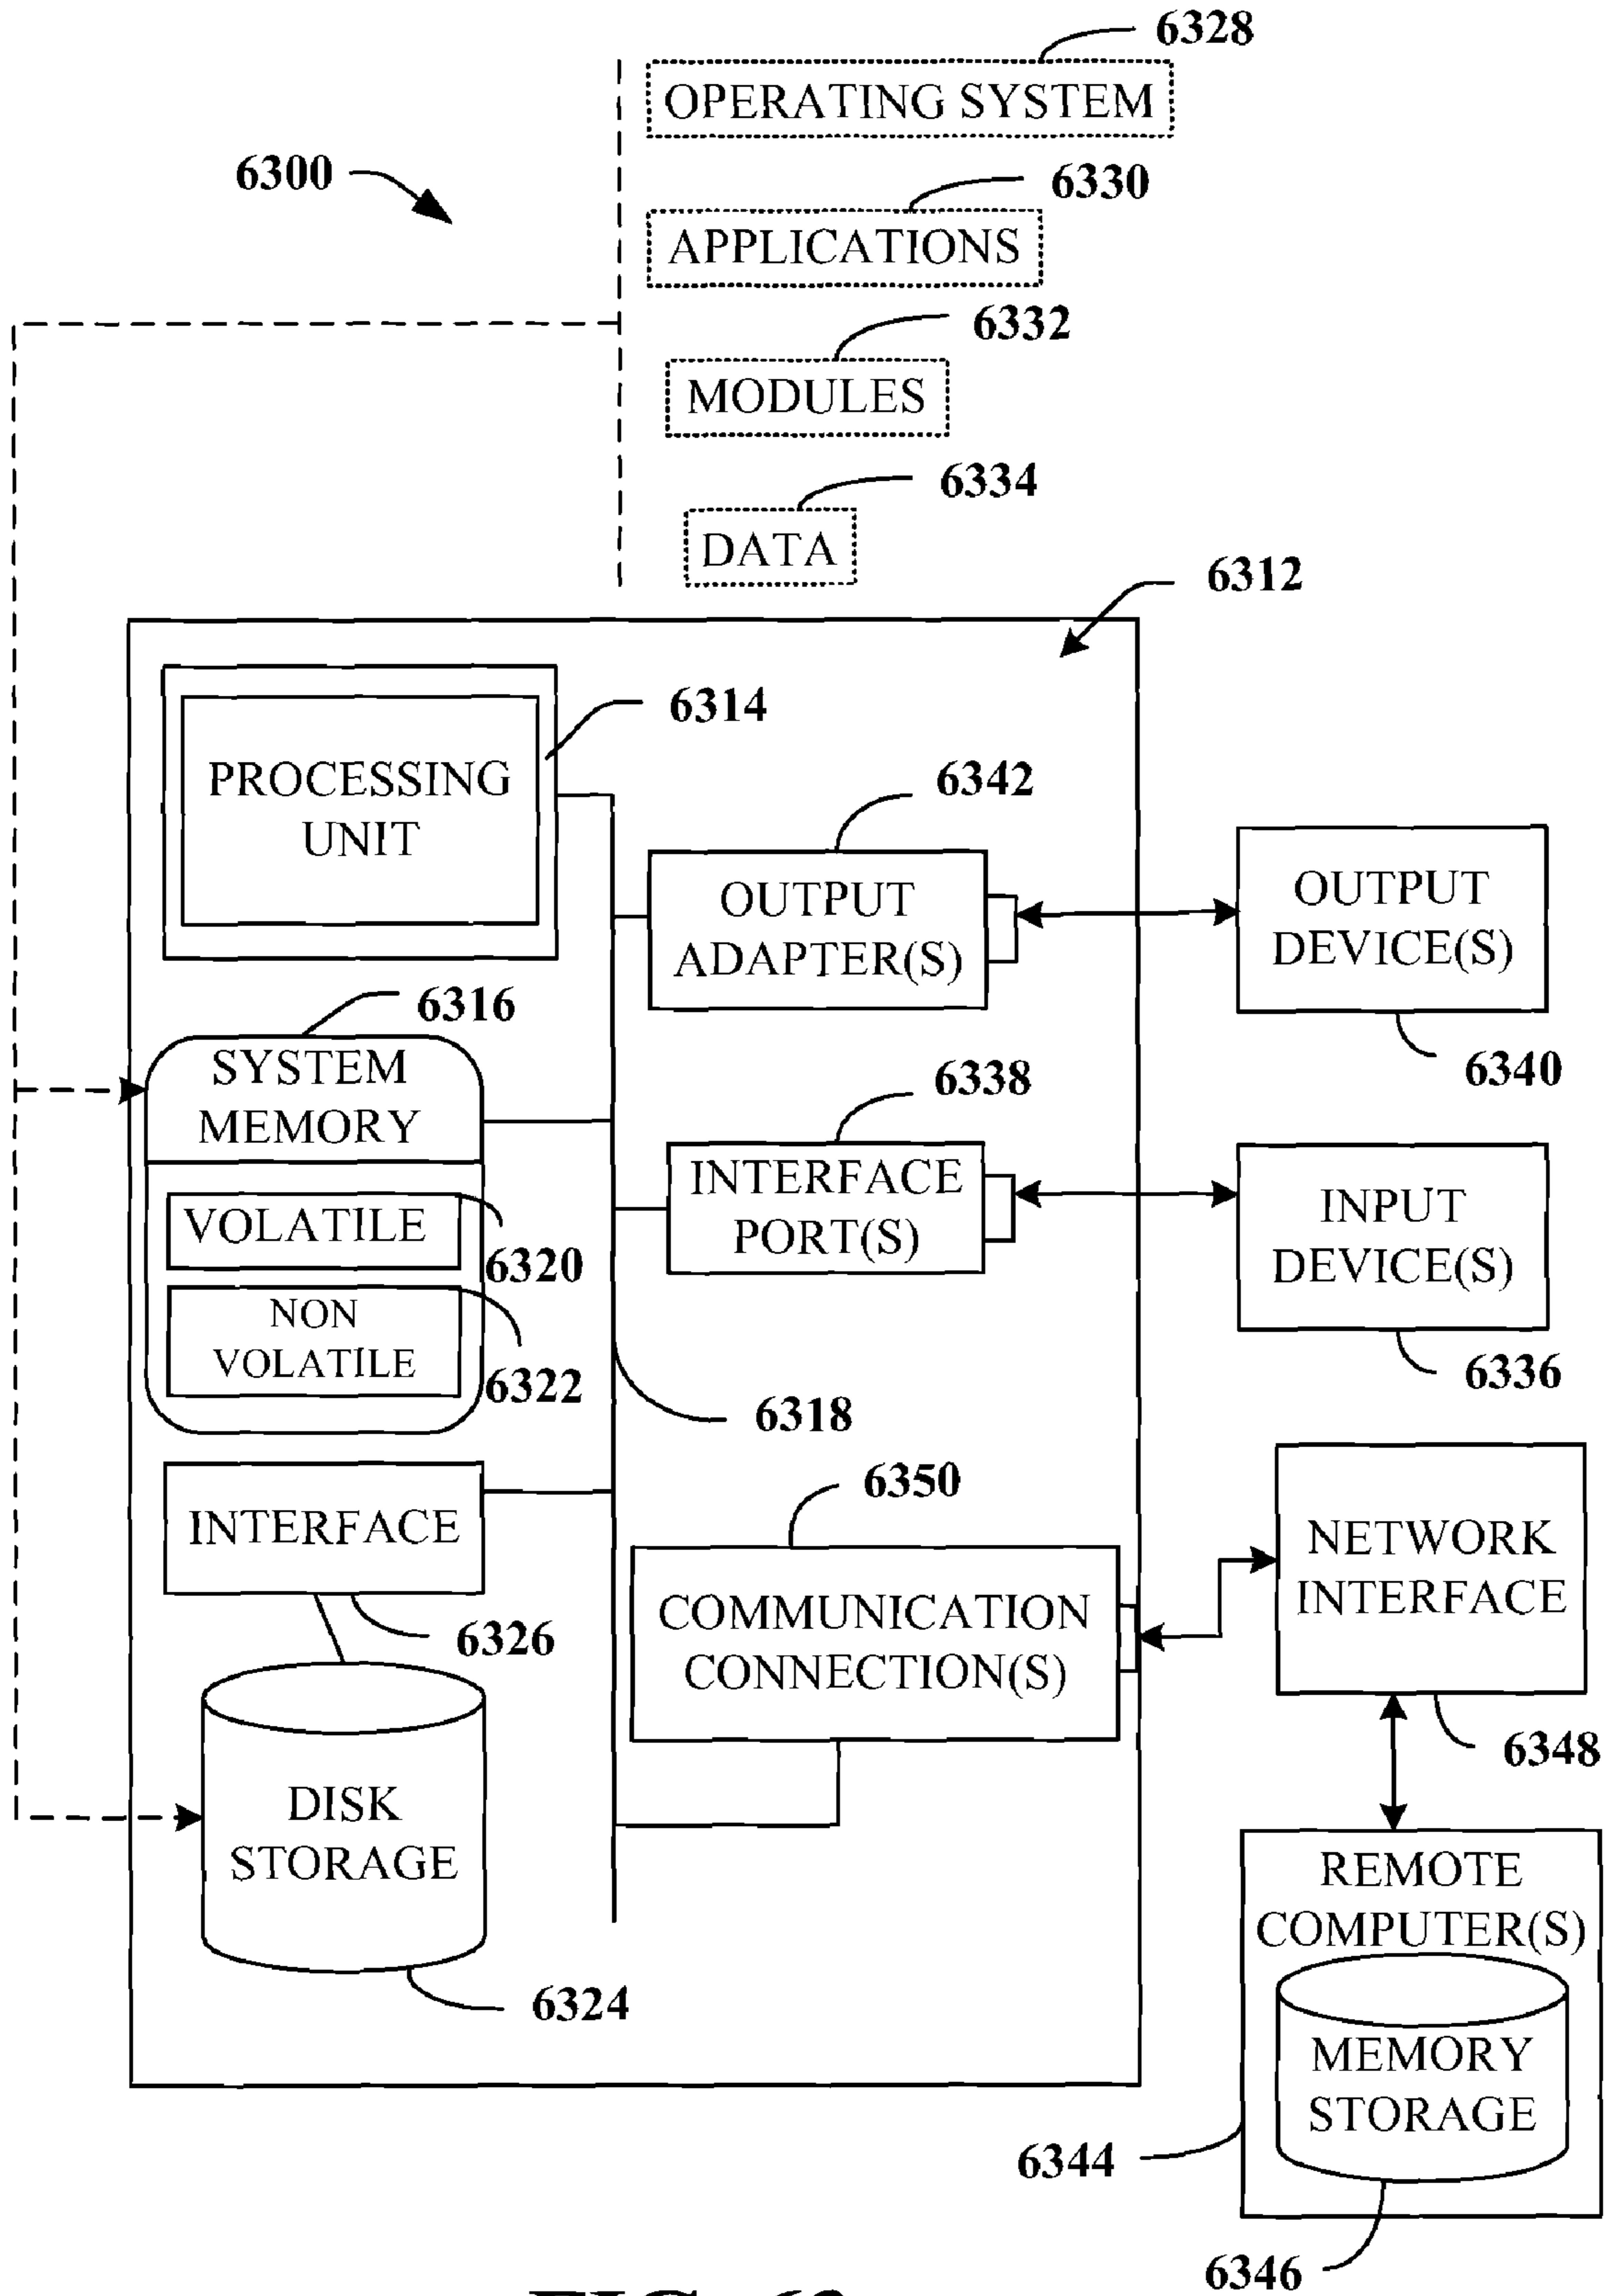 6328
OPERATING SYSTEM
6300
6330
APPLICATIONS
6332
MODULES
6334
DATA
6312
6314
PROCESSING
UNIT
6342
OUTPUT
ADAPTER(S)
OUTPUT
DEVICE(S)
6340
6316
SYSTEM
MEMORY
6338
INTERFACE
PORT(S)
INPUT
DEVICE(S)
6336
VOLATILE
6320
NON
VOLATILE
6322
6318
6350
INTERFACE
6326
COMMUNICATION
CONNECTION(S)
NETWORK
INTERFACE
6348
DISK
STORAGE
6324
REMOTE
COMPUTER(S)
MEMORY
STORAGE
6344
6346